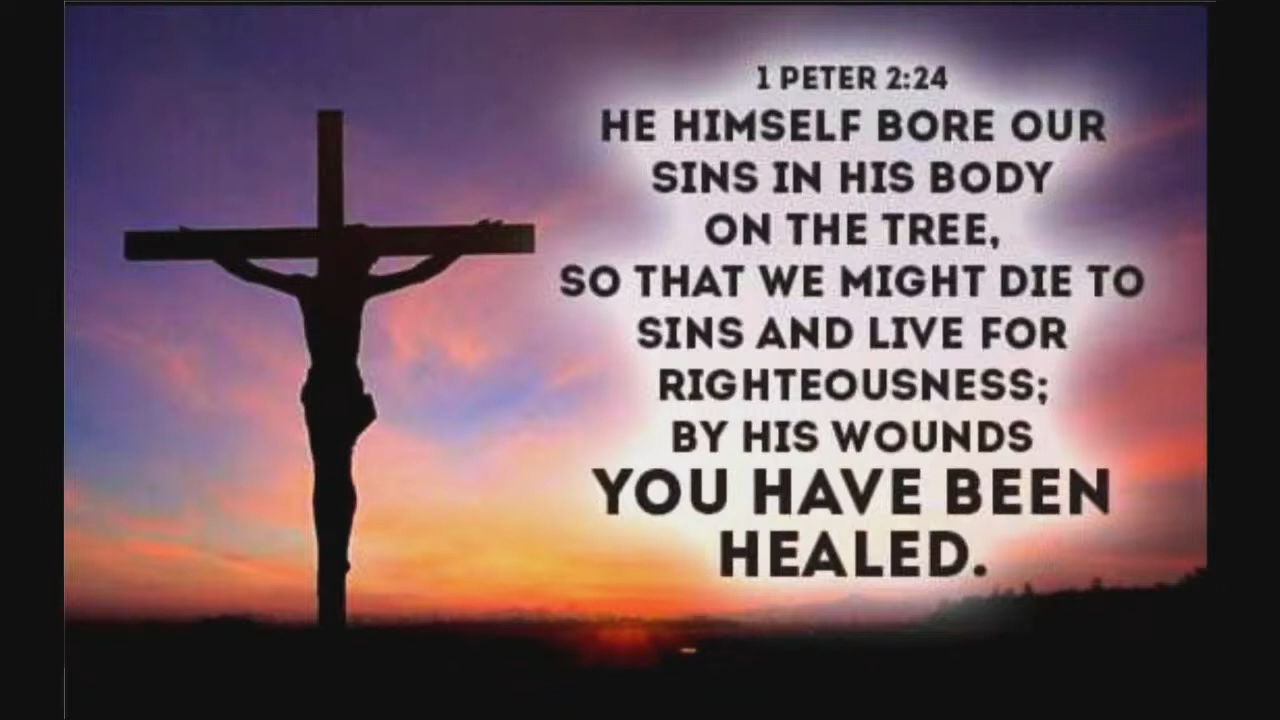 1 PETER 2:24
HE HIMSELF BORE OUR
SINS IN HIS BODY
ON THE TREE,
SO THAT WE MIGHT DIE TO
SINS AND LIVE FOR
RIGHTEOUSNESS;
BY HIS WOUNDS
YOU HAVE BEEN
HEALED.